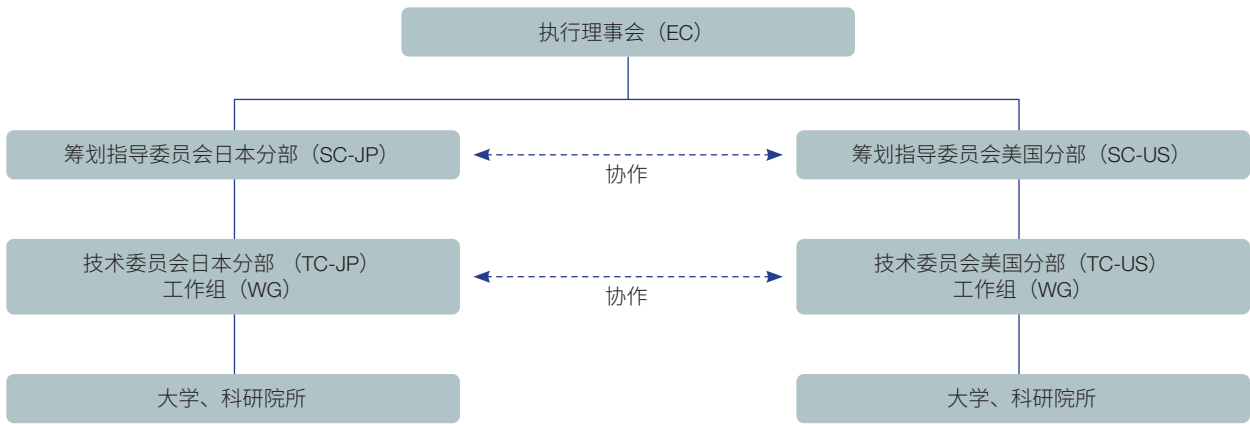 执行理事会（EC）
筹划指导委员会日本分部（SC-JP）
协作
筹划指导委员会美国分部（SC-US）
技术委员会日本分部 （TC-JP）
工作组（WG）
协作
技术委员会美国分部（TC-US）
工作组（WG）
大学、科研院所
大学、科研院所